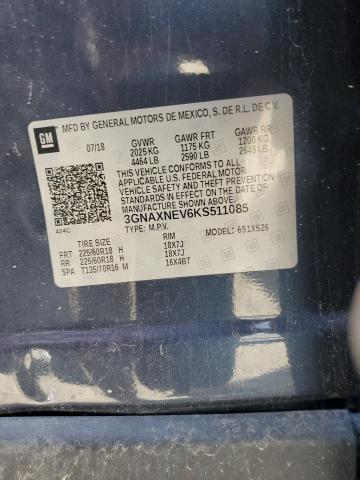 GM MFD BY GENERAL MOTORS DE MEXICO, S. DE R.L. DE C.V.
07/18 GVWR GAWR FRT GAWR RR
2025 KG 1175 KG 1200 KG
4464 LB 2590 LB 2645 LB
THIS VEHICLE CONFORMS TO ALL
APPLICABLE U.S. FEDERAL MOTOR
VEHICLE SAFETY AND THEFT PREVENTION
STANDARDS IN EFFECT ON THE DATE OF
MANUFACTURE SHOWN ABOVE.
424C 3GNAXNEV6KS511085
TYPE: M.P.V. MODEL: 651XS26
TIRE SIZE RIM
FRT 225/60R18 H 18X7J
RR 225/60R18 H 18X7J
SPA T135/70R16 M 16X4BT